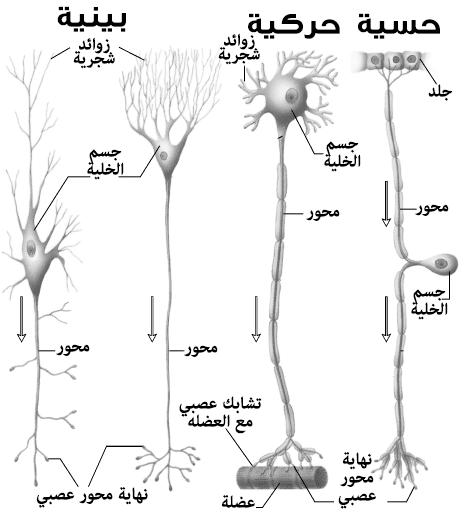 حسية
حركية
بينية
زوائد
شجرية
زوائد
شجرية
جلد
جسم
الخلية
جسم
الخلية
محور
محور
جسم
الخلية
محور
محور
تشابك عصبي
مع العضله
نهاية
محور
عصبي
نهاية محور عصبي
عضلة